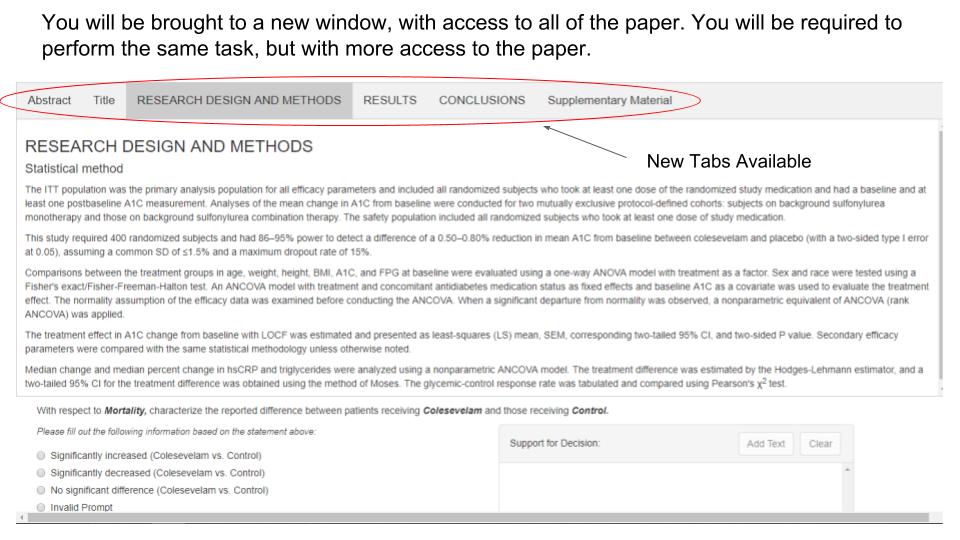 You will be brought to a new window, with access to all of the paper. You will be required to
perform the same task, but with more access to the paper.
Abstract Title RESEARCH DESIGN AND METHODS RESULTS CONCLUSIONS Supplementary Material
New Tabs Available
RESEARCH DESIGN AND METHODS
Statistical method
The ITT population was the primary analysis population for all efficacy parameters and included all randomized subjects who took at least one dose of the randomized study medication and had a baseline and at
least one postbaseline A1C measurement. Analyses of the mean change in A1C from baseline were conducted for two mutually exclusive protocol-defined cohorts: subjects on background sulfonylurea
monotherapy and those on background sulfonylurea combination therapy. The safety population included all randomized subjects who took at least one dose of study medication.
This study required 400 randomized subjects and had 86–95% power to detect a difference of a 0.50–0.80% reduction in mean A1C from baseline between colesevelam and placebo (with a two-sided type I error
at 0.05), assuming a common SD of ≤1.5% and a maximum dropout rate of 15%.
Comparisons between the treatment groups in age, weight, height, BMI, A1C, and FPG at baseline were evaluated using a one-way ANOVA model with treatment as a factor. Sex and race were tested using a
Fisher's exact/Fisher-Freeman-Halton test. An ANCOVA model with treatment and concomitant antidiabetes medication status as fixed effects and baseline A1C as a covariate was used to evaluate the treatment
effect. The normality assumption of the efficacy data was examined before conducting the ANCOVA. When a significant departure from normality was observed, a nonparametric equivalent of ANCOVA (rank
ANCOVA) was applied.
The treatment effect in A1C change from baseline with LOCF was estimated and presented as least-squares (LS) mean, SEM, corresponding two-tailed 95% CI, and two-sided P value. Secondary efficacy
parameters were compared with the same statistical methodology unless otherwise noted.
Median change and median percent change in hsCRP and triglycerides were analyzed using a nonparametric ANCOVA model. The treatment difference was estimated by the Hodges-Lehmann estimator, and a
two-tailed 95% CI for the treatment difference was obtained using the method of Moses. The glycemic-control response rate was tabulated and compared using Pearson's χ² test.
With respect to Mortality, characterize the reported difference between patients receiving Colesevelam and those receiving Control.
Please fill out the following information based on the statement above:
Significantly increased (Colesevelam vs. Control)
Significantly decreased (Colesevelam vs. Control)
No significant difference (Colesevelam vs. Control)
Invalid Prompt
Support for Decision: Add Text Clear